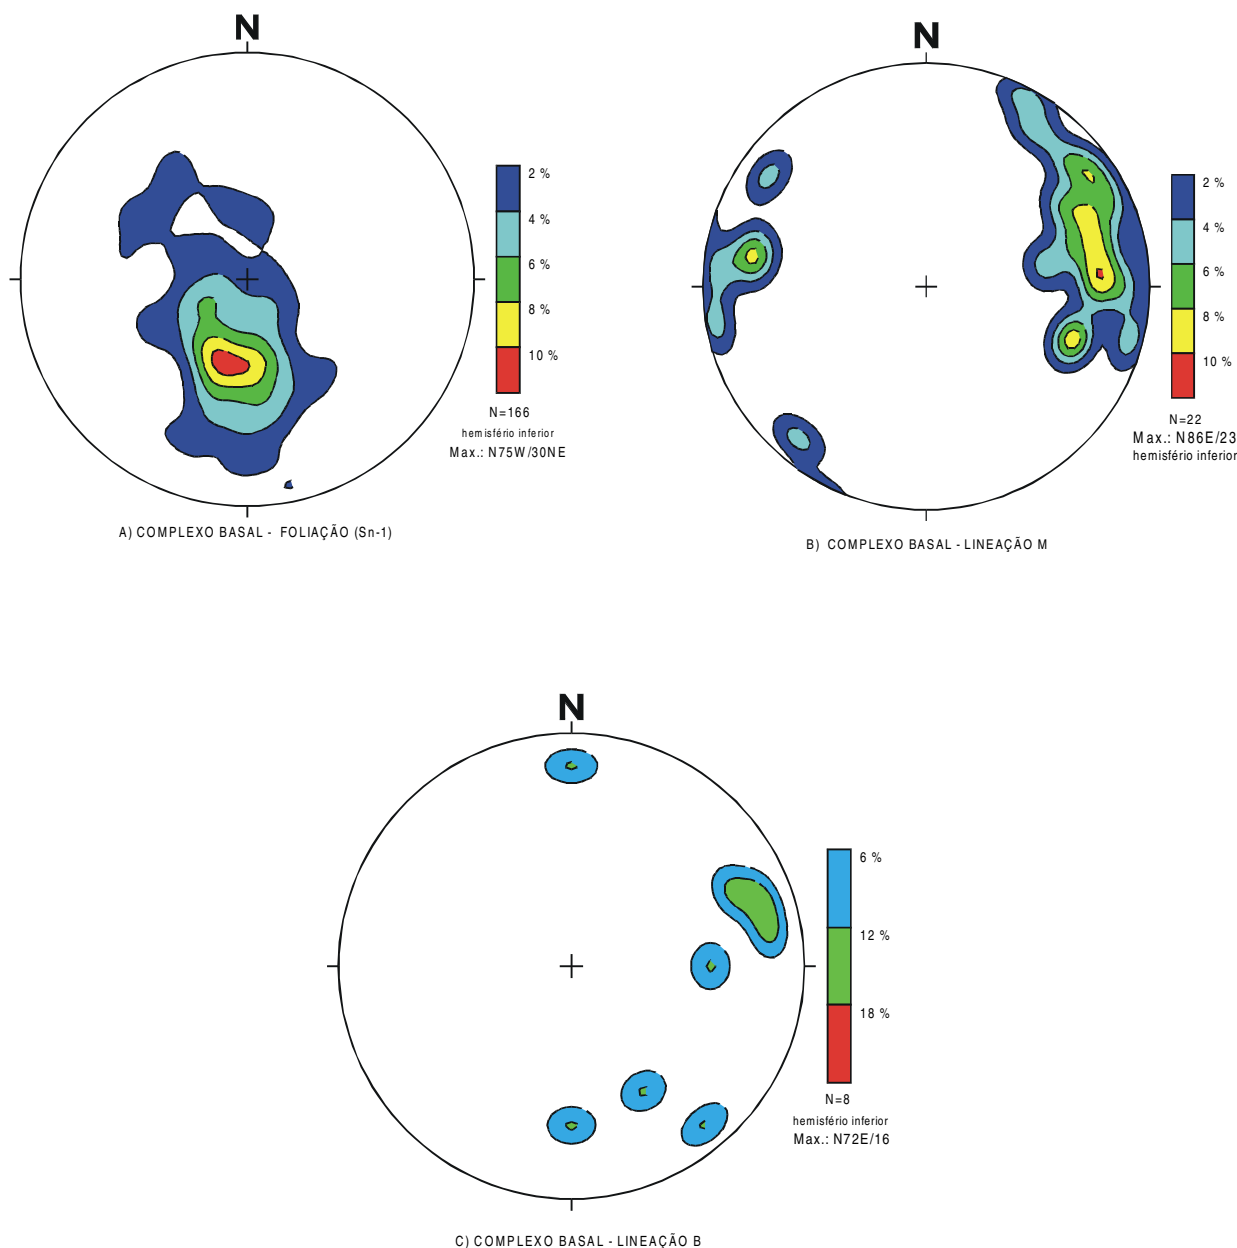 N
2 %
4 %
6 %
8 %
10 %
N=166
hemisfério inferior
Max.: N75W/30NE
A) COMPLEXO BASAL - FOLIAÇÃO (Sn-1)
N
2 %
4 %
6 %
8 %
10 %
N=22
Max.: N86E/23
hemisfério inferior
B) COMPLEXO BASAL - LINEAÇÃO M
N
6 %
12 %
18 %
N=8
hemisfério inferior
Max.: N72E/16
C) COMPLEXO BASAL - LINEAÇÃO B